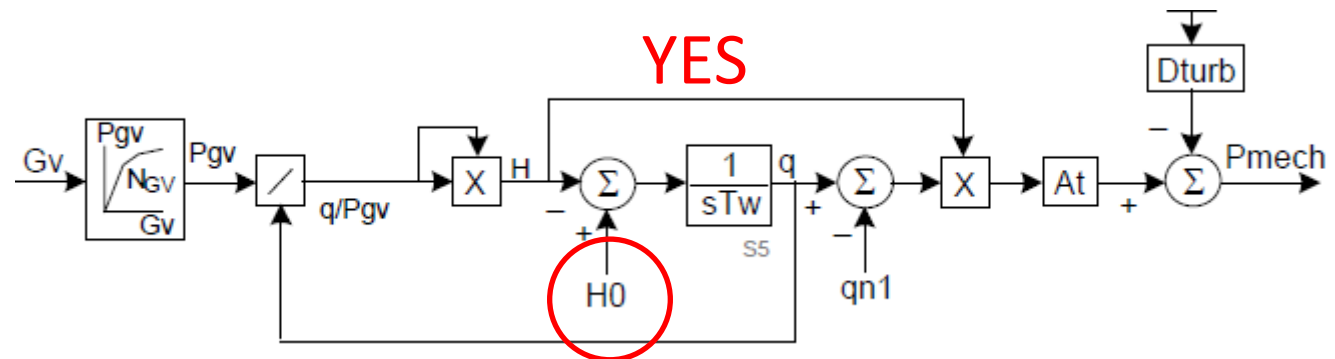 YES
Dturb
Pgv
Gv
NGV
Gv
Pgv
/
q/Pgv
X
H
Σ
−
+
H0
1
sTw
S5
q
+
Σ
−
qn1
X
At
+
−
Σ
Pmech